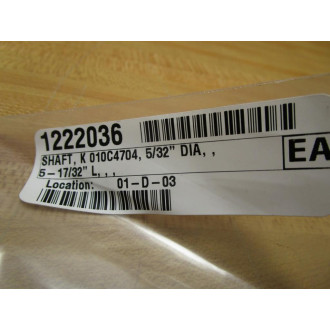 1222036
SHAFT, K 010C4704, 5/32" DIA, ,
5 - 17/32" L, , ,
EA
Location: 01-D-03